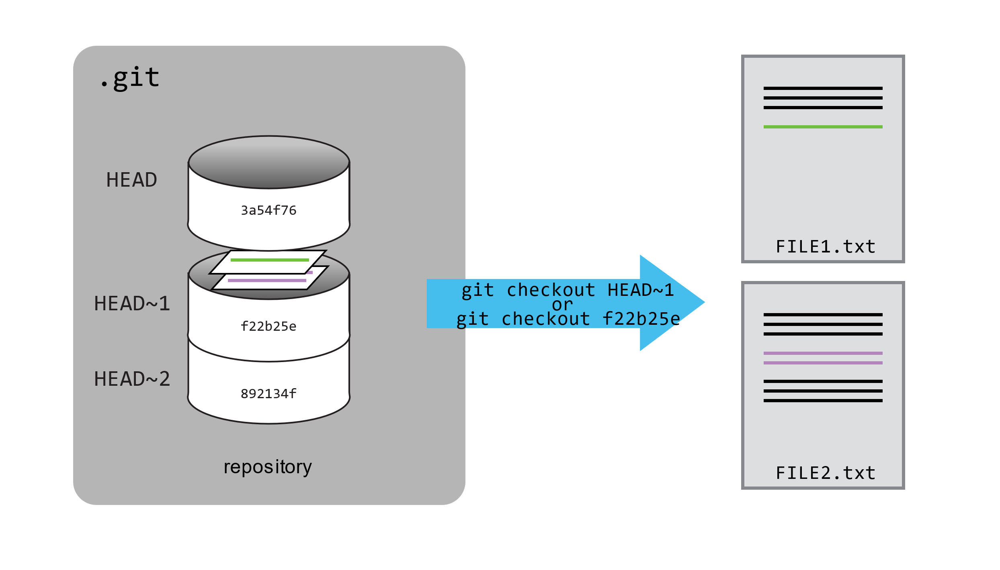 .git
HEAD
3a54f76
HEAD~1
f22b25e
HEAD~2
892134f
repository
git checkout HEAD~1
or
git checkout f22b25e
FILE1.txt
FILE2.txt